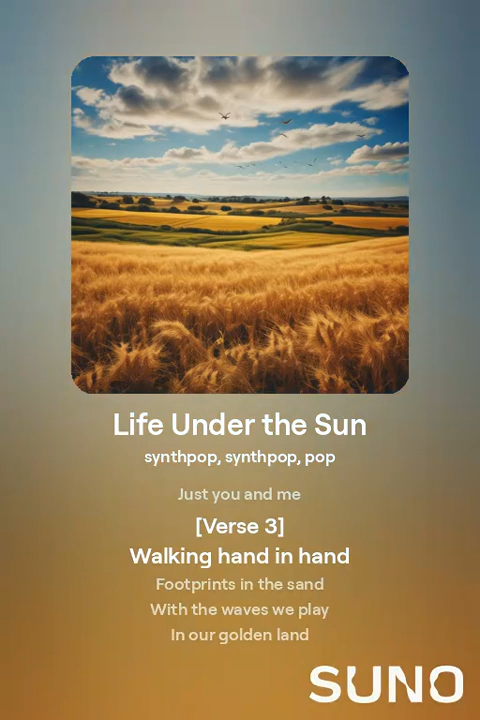 Life Under the Sun
synthpop, synthpop, pop
Just you and me
[Verse 3]
Walking hand in hand
Footprints in the sand
With the waves we play
In our golden land
SUNO